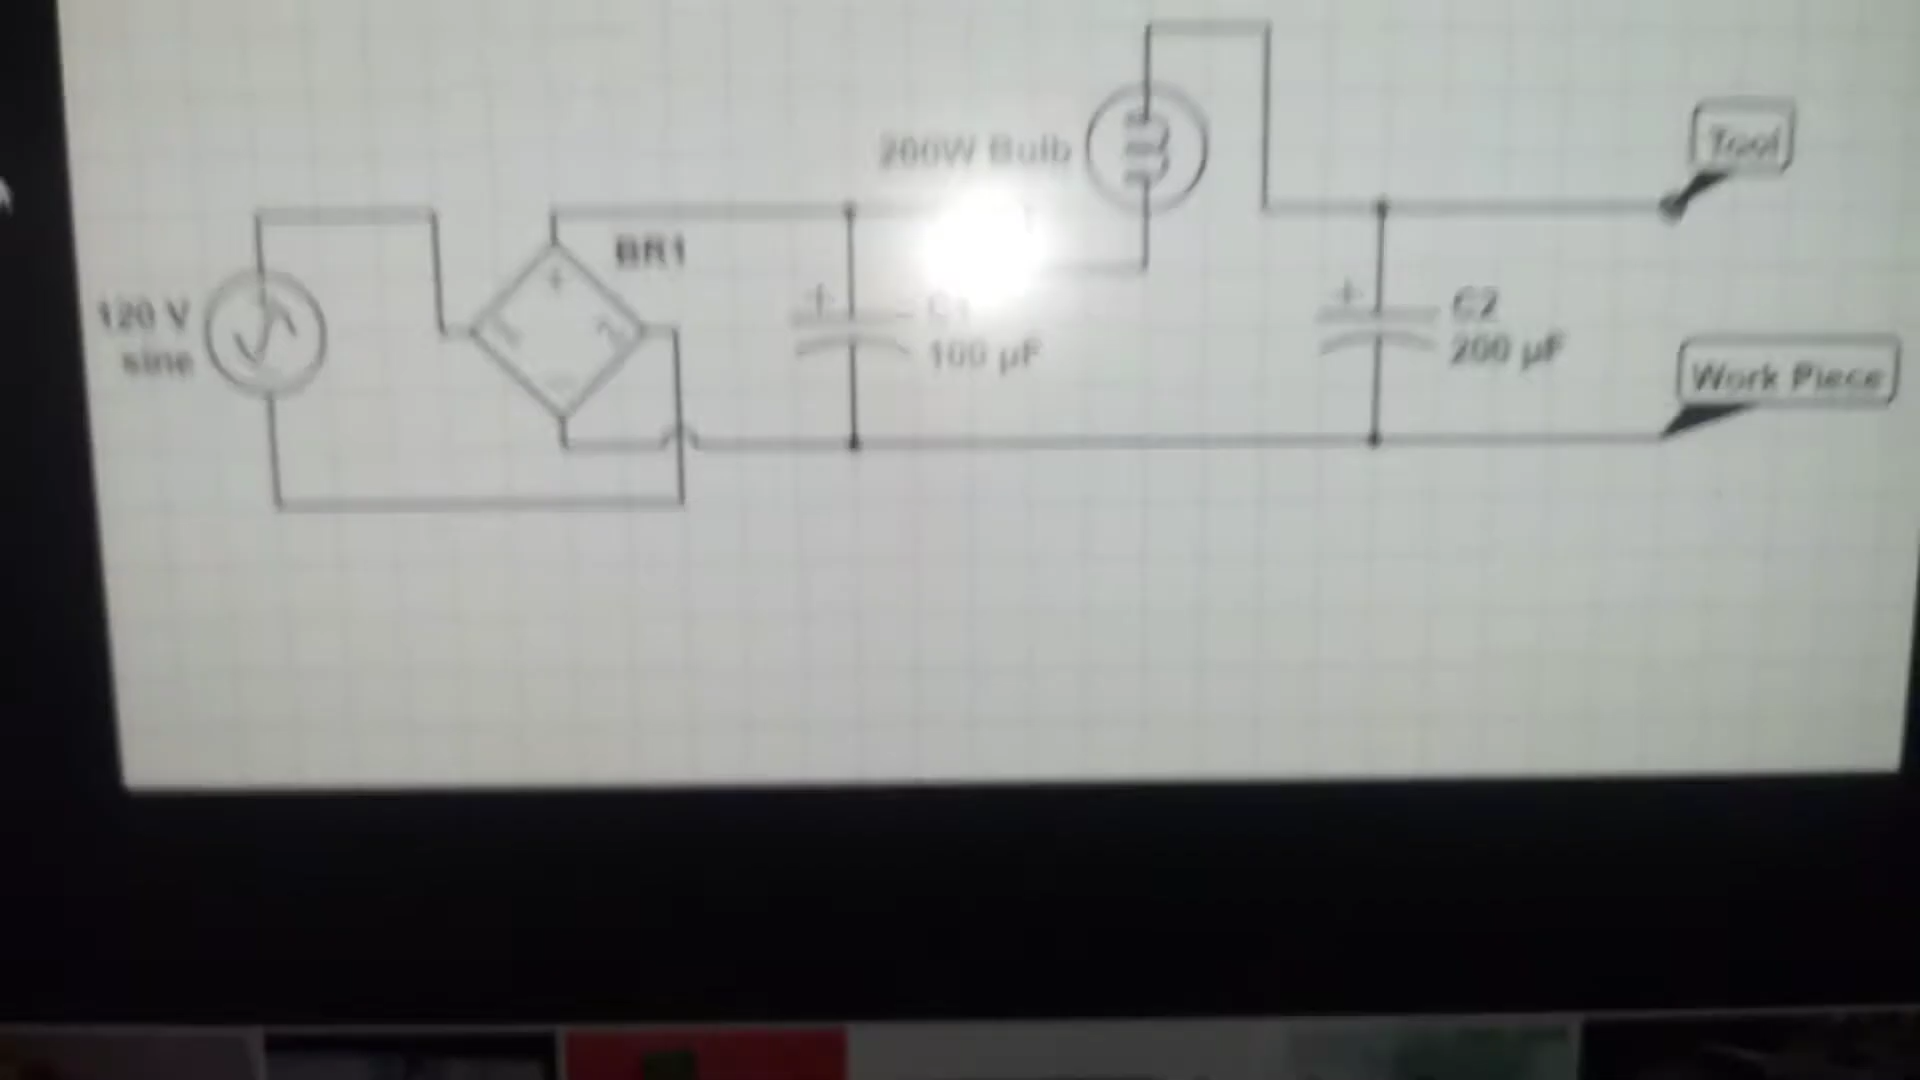 200W Bulb
Tool
BR1
120 V
sine
C1
100 µF
C2
200 µF
Work Piece